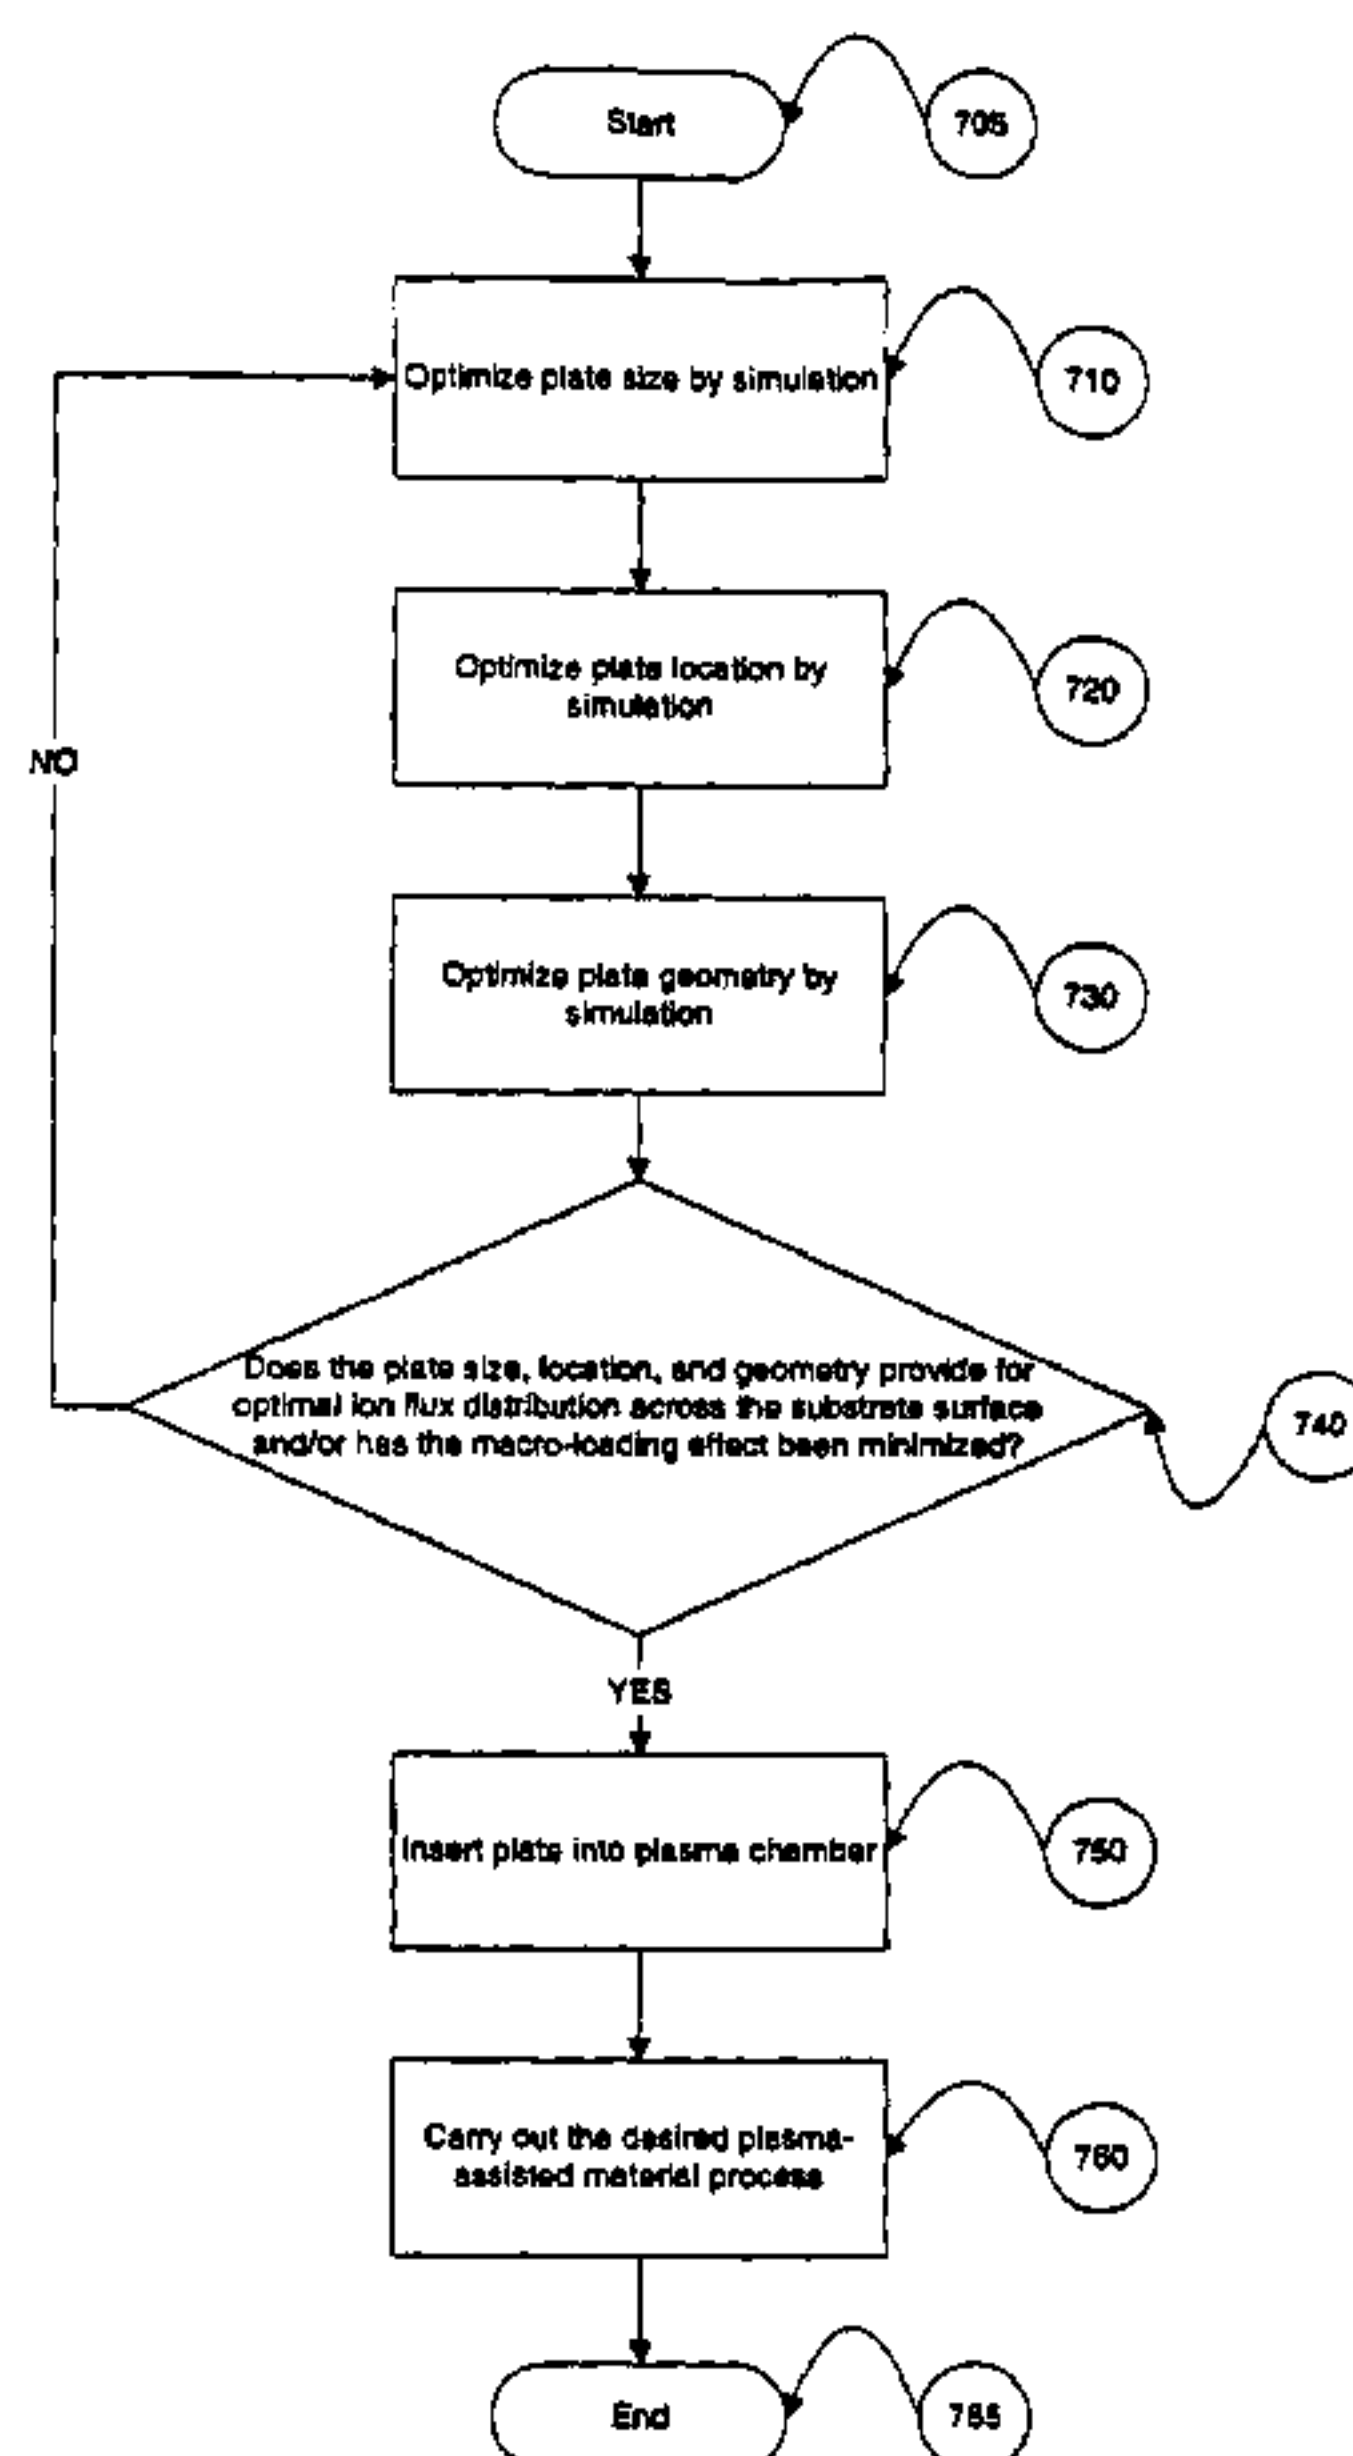 Start
705
Optimize plate size by simulation
710
Optimize plate location by
simulation
720
Optimize plate geometry by
simulation
730
NO
Does the plate size, location, and geometry provide for
optimal ion flux distribution across the substrate surface
and/or has the macro-loading effect been minimized?
740
YES
Insert plate into plasma chamber
750
Carry out the desired plasma-
assisted material process
760
End